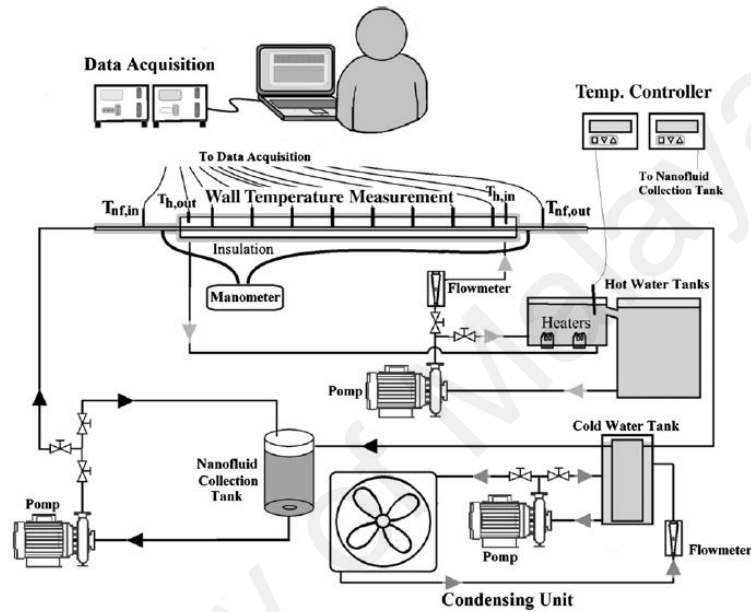 Data Acquisition
Temp. Controller
To Data Acquisition
To Nanofluid
Collection Tank
Tnf,in
Th,out
Wall Temperature Measurement
Th,in
Tnf,out
Insulation
Manometer
Flowmeter
Hot Water Tanks
Heaters
Pomp
Cold Water Tank
Nanofluid
Collection
Tank
Pomp
Pomp
Flowmeter
Condensing Unit
of Malaya